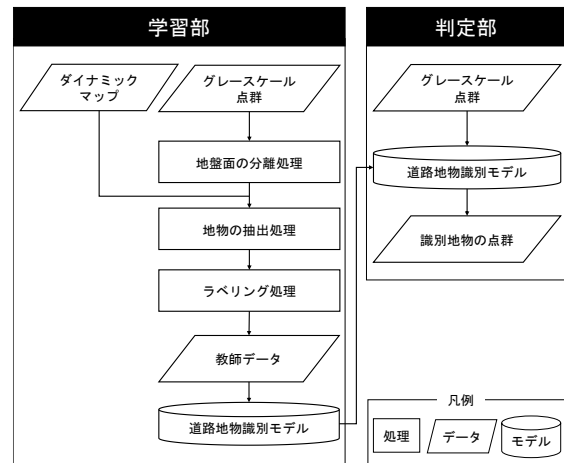 学習部
ダイナミック
マップ
グレースケール
点群
地盤面の分離処理
地物の抽出処理
ラベリング処理
教師データ
道路地物識別モデル
判定部
グレースケール
点群
道路地物識別モデル
識別地物の点群
凡例
処理
データ
モデル